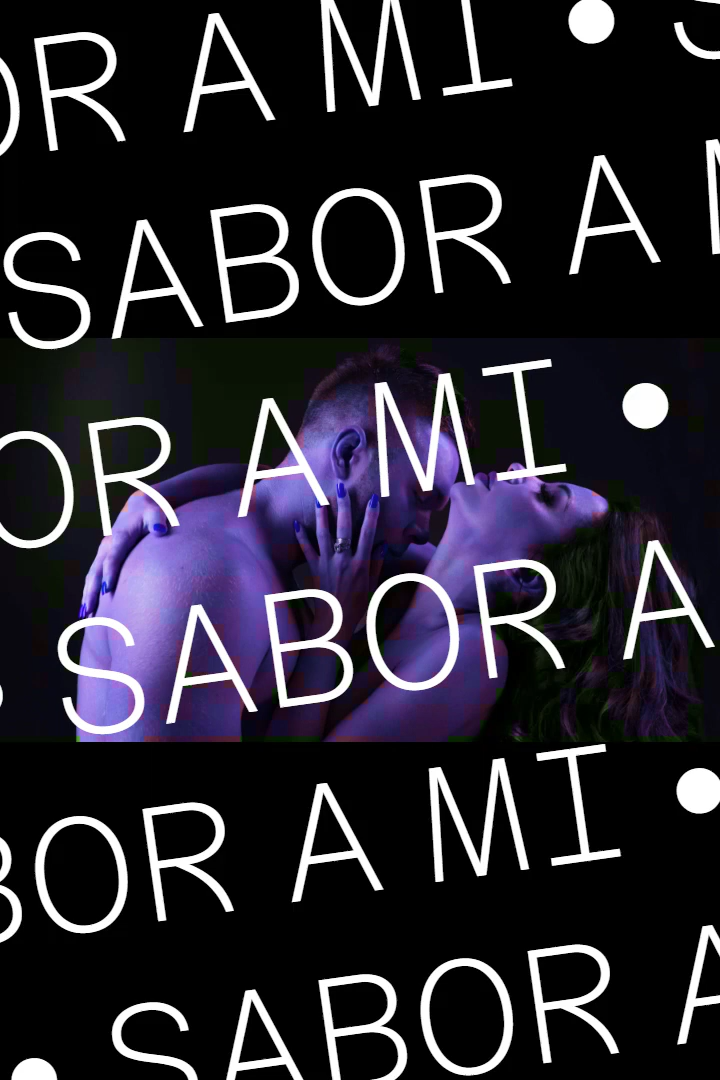 OR A MI • S
SABOR A M
OR A MI •
• SABOR A
BOR A MI •
• SABOR A